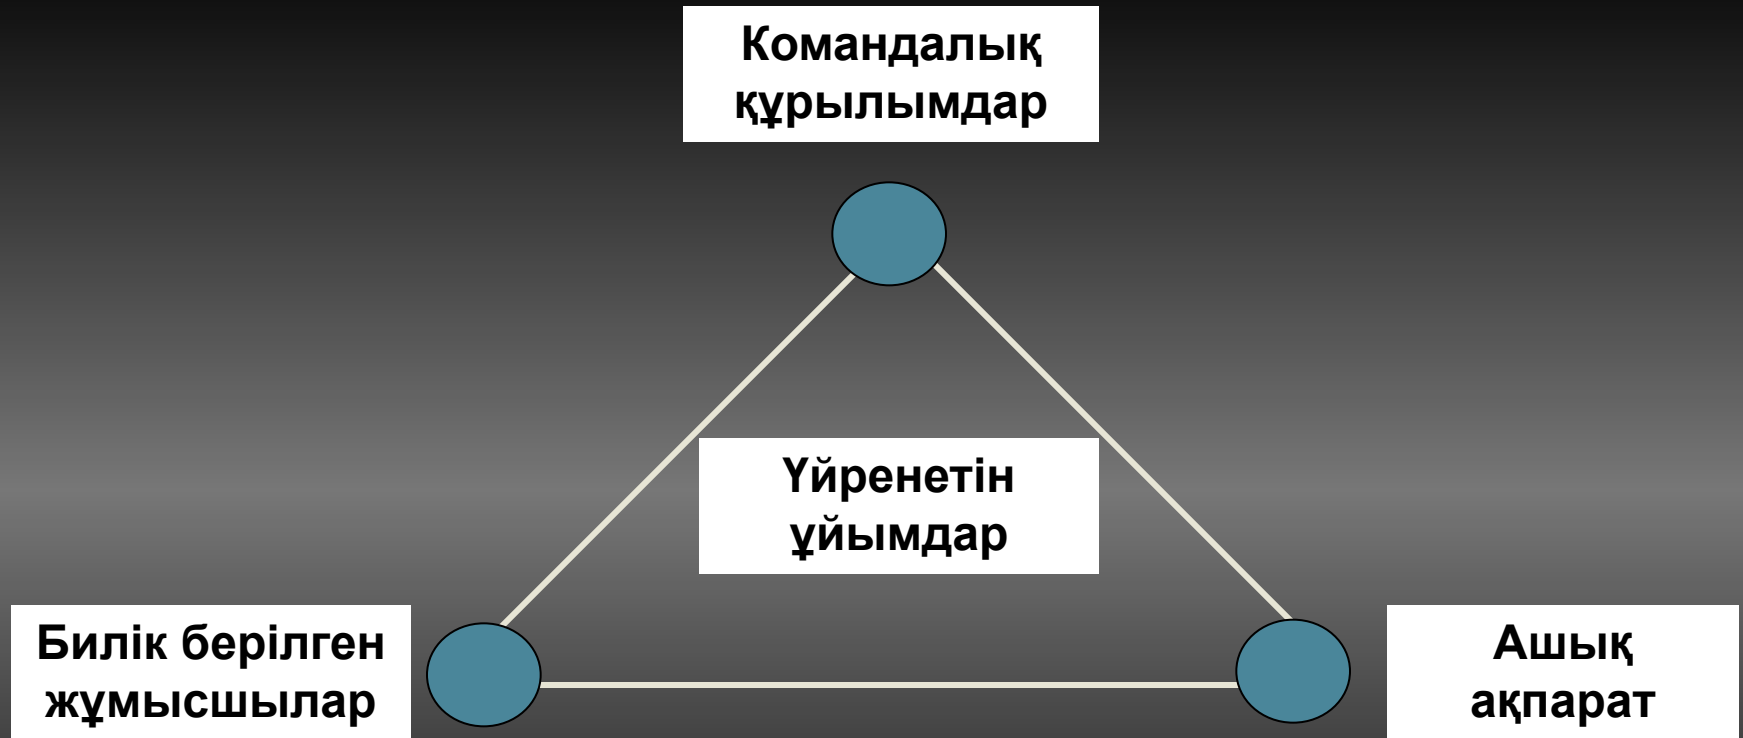 Командалық
құрылымдар
Үйренетін
ұйымдар
Билік берілген
жұмысшылар
Ашық
ақпарат